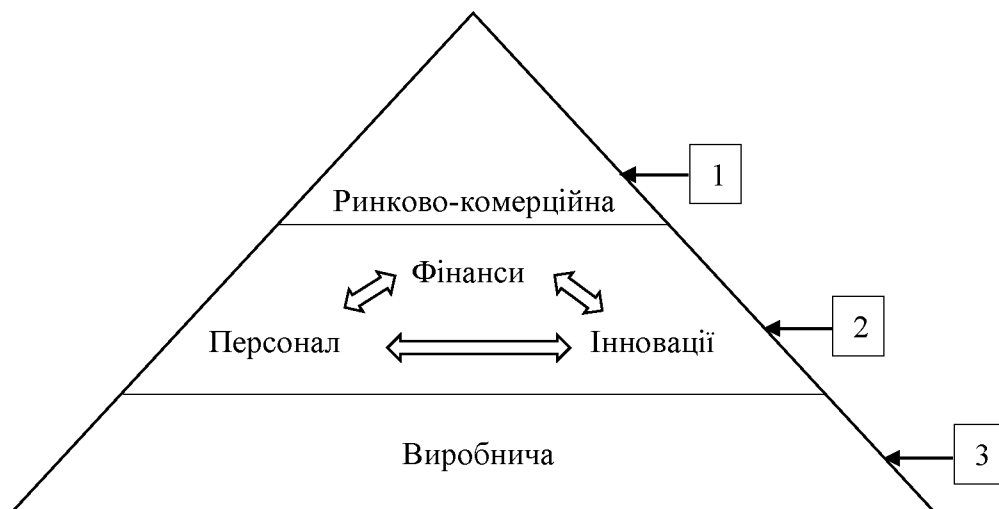 1
Ринково-комерційна
Фінанси
2
Персонал
Інновації
Виробнича
3